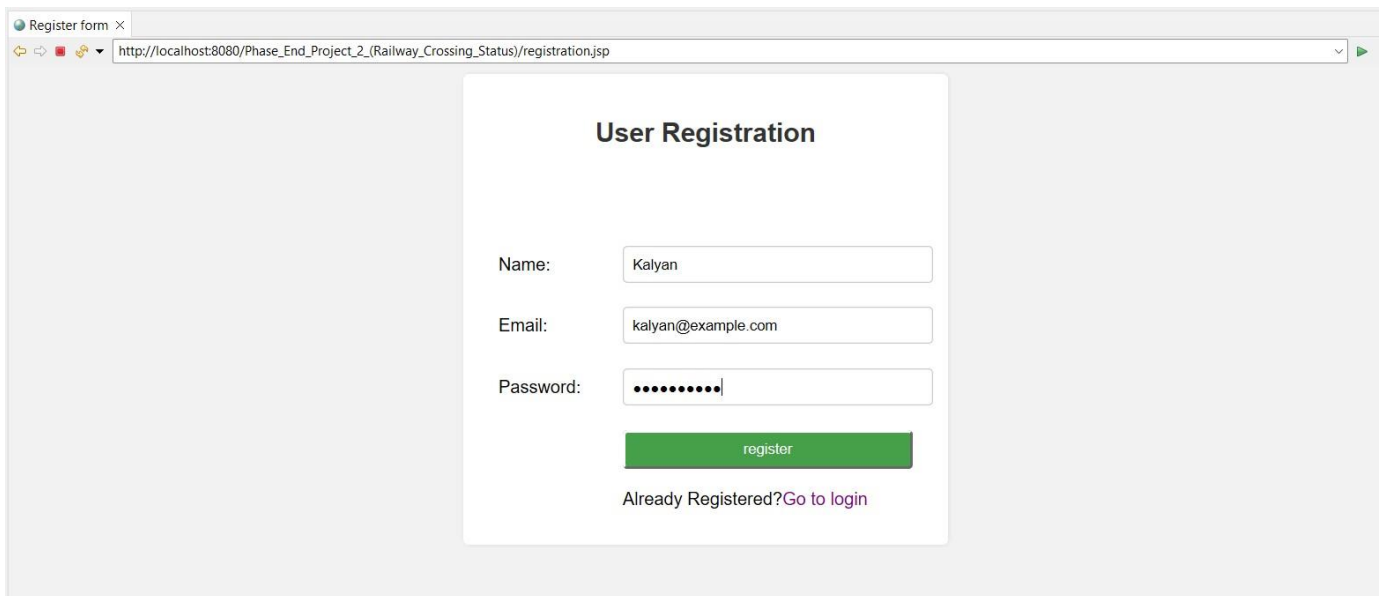 Register form
http://localhost:8080/Phase_End_Project_2_(Railway_Crossing_Status)/registration.jsp
User Registration
Name: Kalyan
Email: kalyan@example.com
Password: ●●●●●●●●●●
register
Already Registered?Go to login